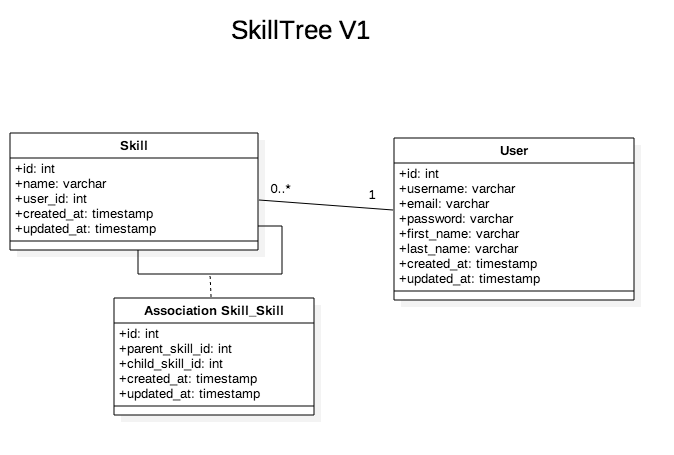 SkillTree V1
Skill
+id: int
+name: varchar
+user_id: int
+created_at: timestamp
+updated_at: timestamp
0..*
1
User
+id: int
+username: varchar
+email: varchar
+password: varchar
+first_name: varchar
+last_name: varchar
+created_at: timestamp
+updated_at: timestamp
Association Skill_Skill
+id: int
+parent_skill_id: int
+child_skill_id: int
+created_at: timestamp
+updated_at: timestamp